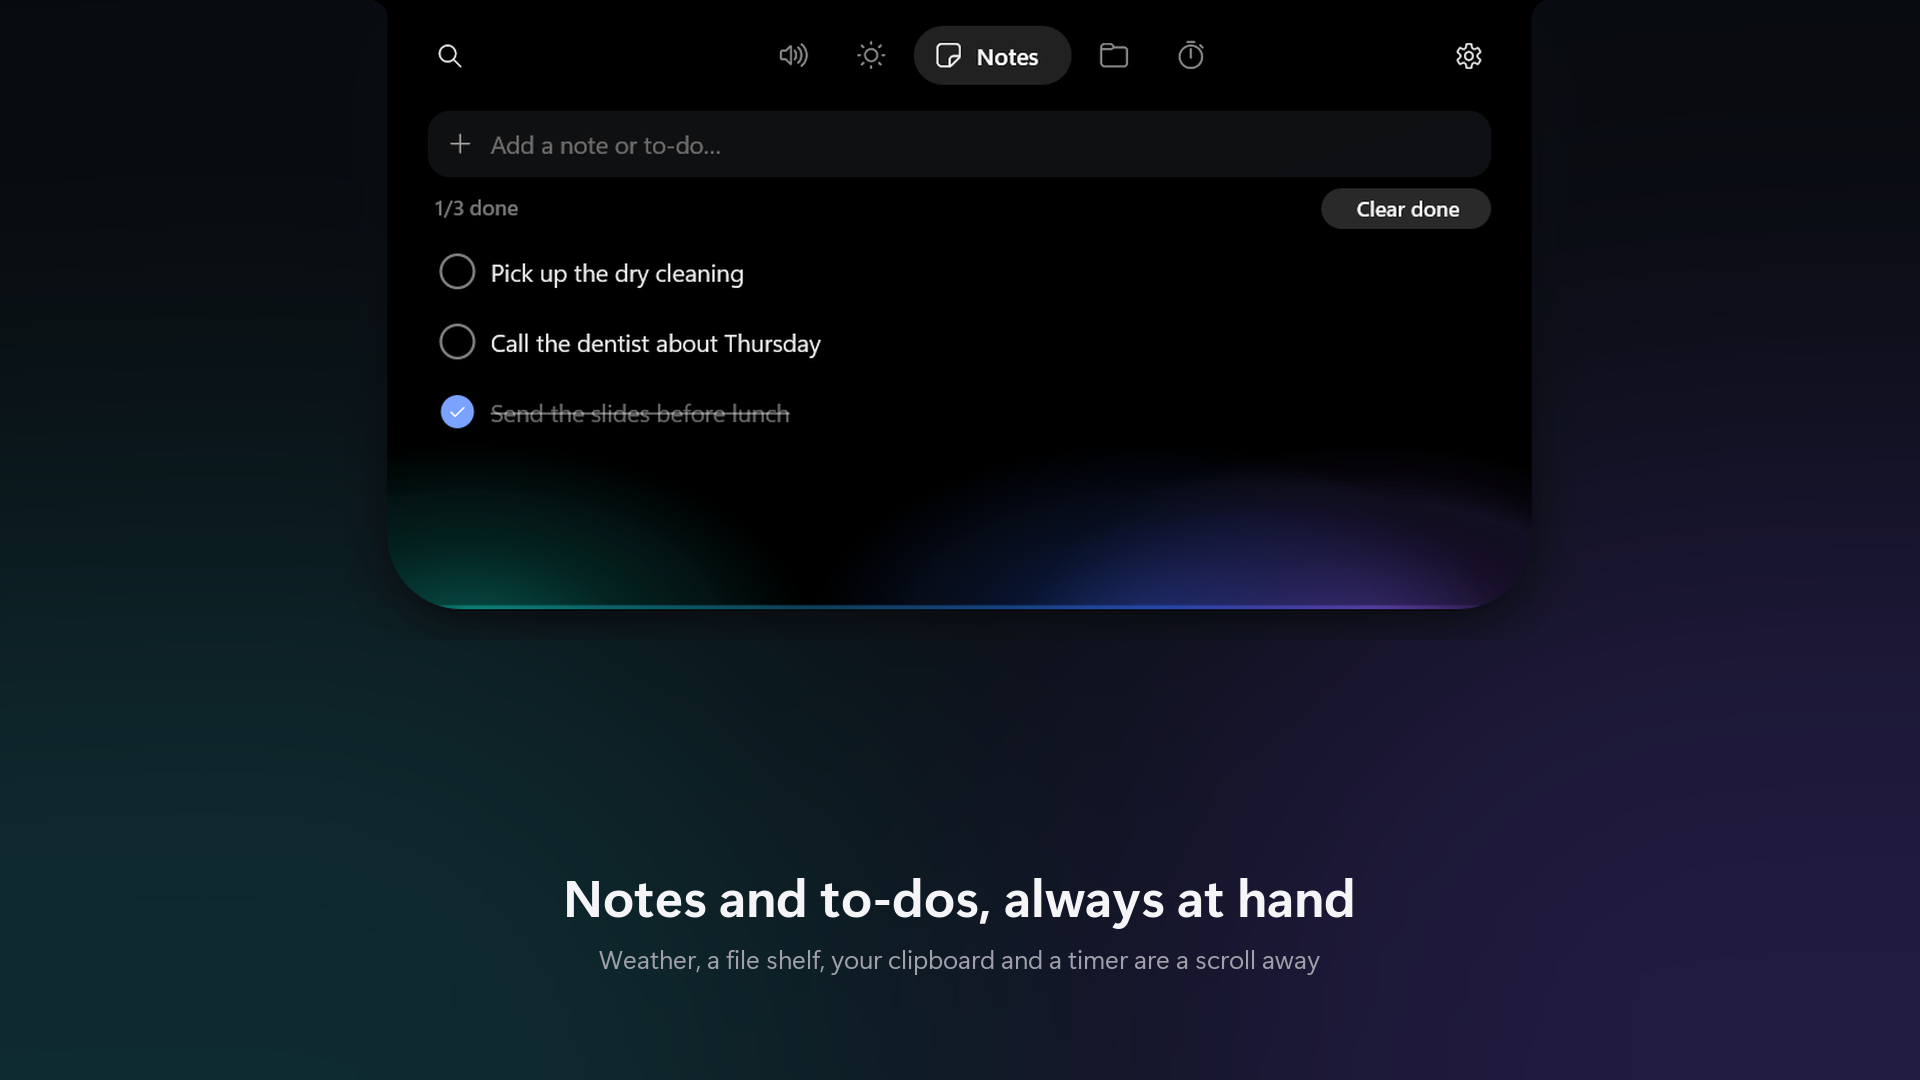 Notes
Add a note or to-do...
1/3 done
Clear done
Pick up the dry cleaning
Call the dentist about Thursday
Send the slides before lunch
Notes and to-dos, always at hand
Weather, a file shelf, your clipboard and a timer are a scroll away